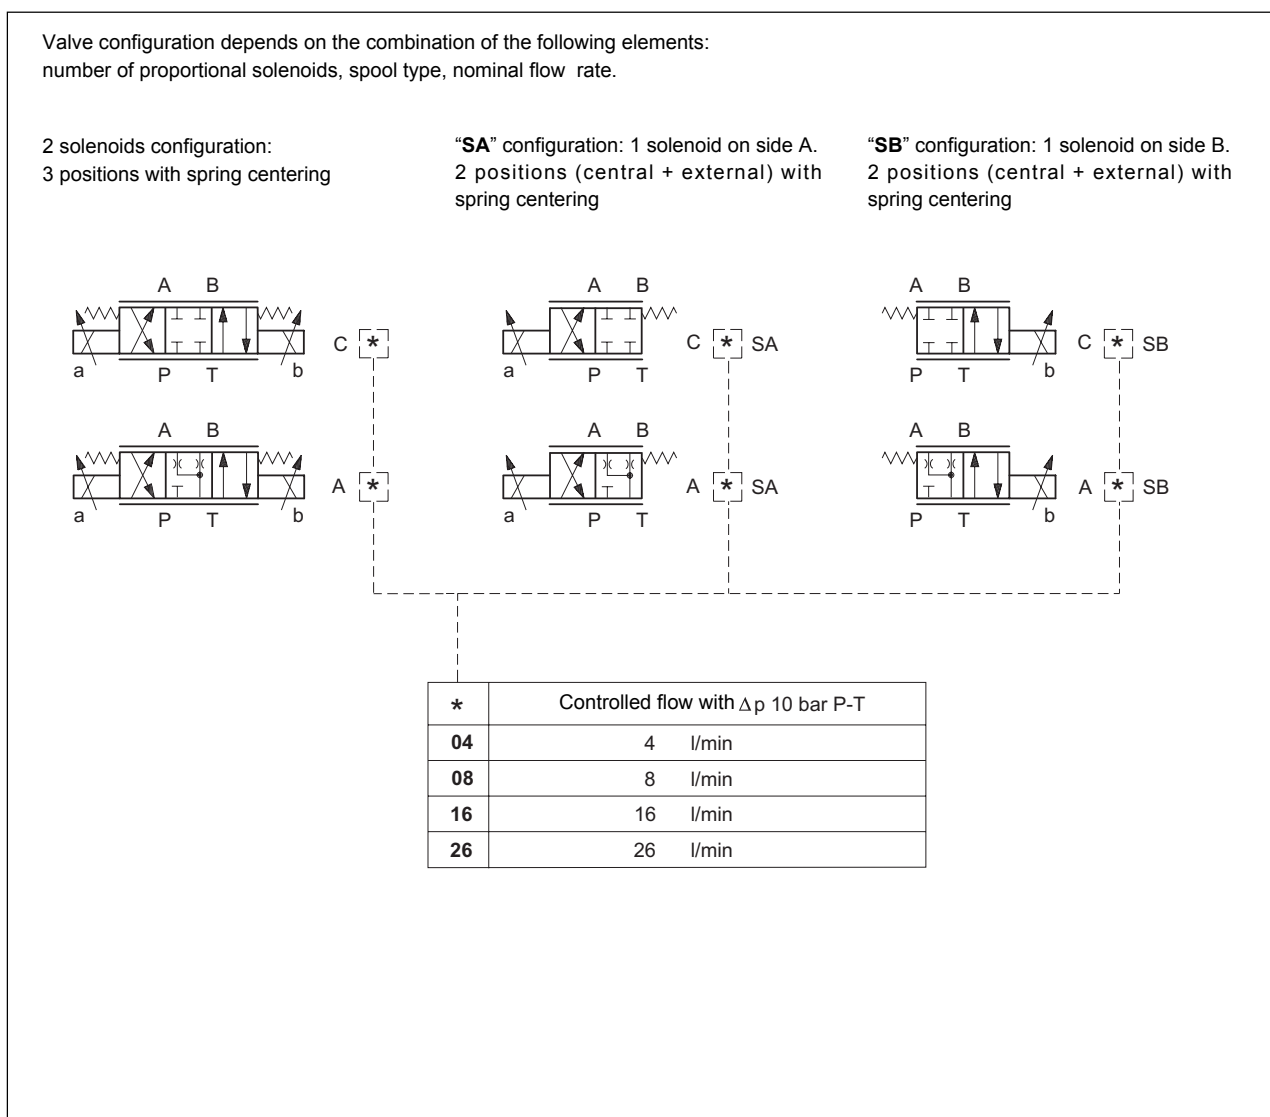 Valve configuration depends on the combination of the following elements:
number of proportional solenoids, spool type, nominal flow rate.
2 solenoids configuration:
3 positions with spring centering
“SA” configuration: 1 solenoid on side A.
2 positions (central + external) with
spring centering
“SB” configuration: 1 solenoid on side B.
2 positions (central + external) with
spring centering
A B
a P T b
C *
A B
a P T
C * SA
A B
P T b
C * SB
A B
a P T b
A *
A B
a P T
A * SA
A B
P T b
A * SB
* Controlled flow with Δp 10 bar P-T
04 4 l/min
08 8 l/min
16 16 l/min
26 26 l/min